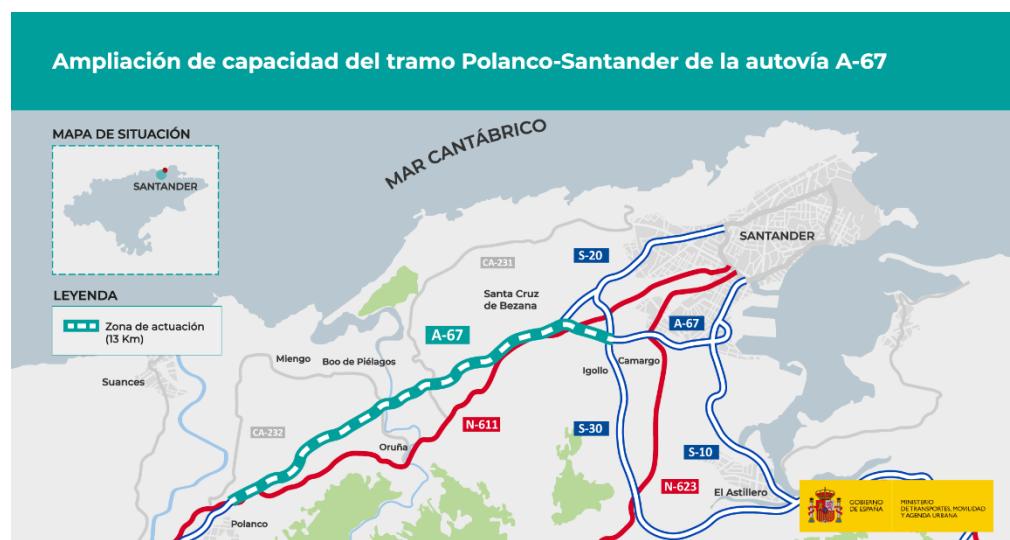 Ampliación de capacidad del tramo Polanco-Santander de la autovía A-67
MAPA DE SITUACIÓN
SANTANDER
LEYENDA
Zona de actuación
(13 Km)
MAR CANTÁBRICO
SANTANDER
S-20
CA-231
Santa Cruz
de Bezana
A-67
A-67
Miengo
Boo de Piélagos
Camargo
Igollo
Suances
N-611
CA-232
S-30
Oruña
S-10
N-623
El Astillero
Polanco
GOBIERNO
DE ESPAÑA
MINISTERIO
DE TRANSPORTES, MOVILIDAD
Y AGENDA URBANA